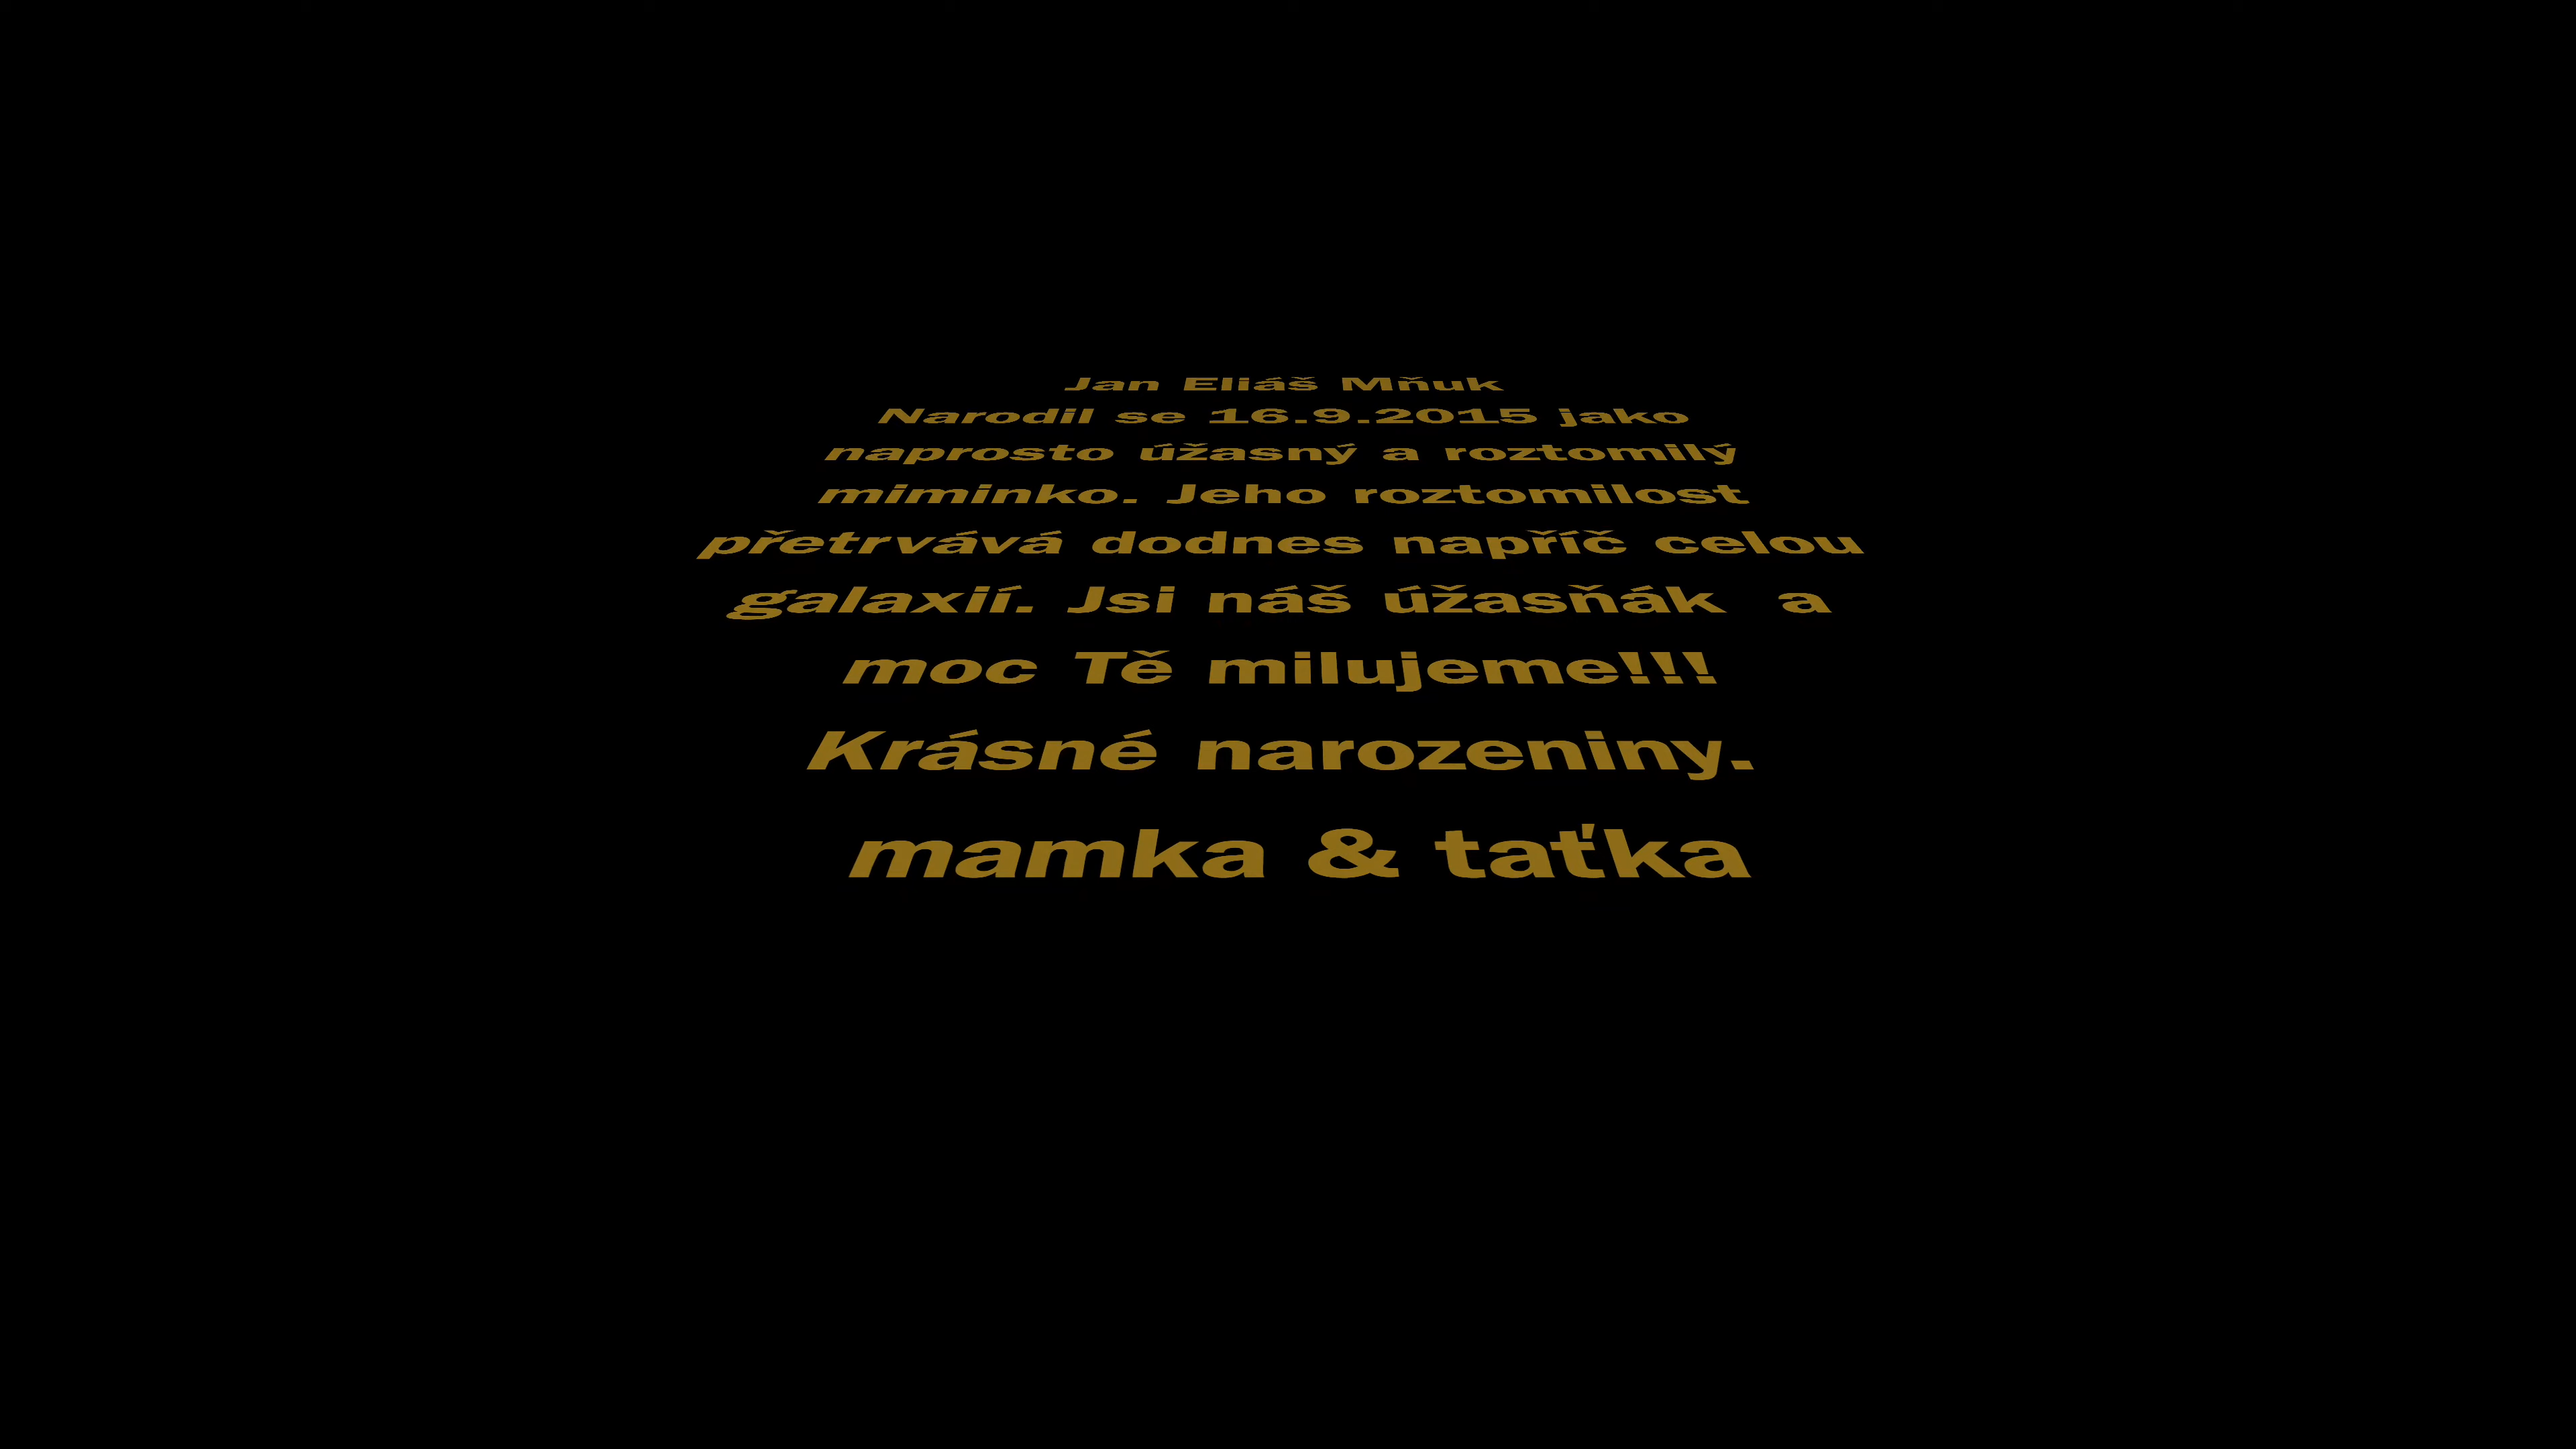 Jan Eliáš Mňuk
Narodil se 16.9.2015 jako
naprosto úžasný a roztomilý
miminko. Jeho roztomilost
přetrvává dodnes napříč celou
galaxií. Jsi náš úžasňák  a
moc Tě milujeme!!!
Krásné narozeniny.
mamka & taťka